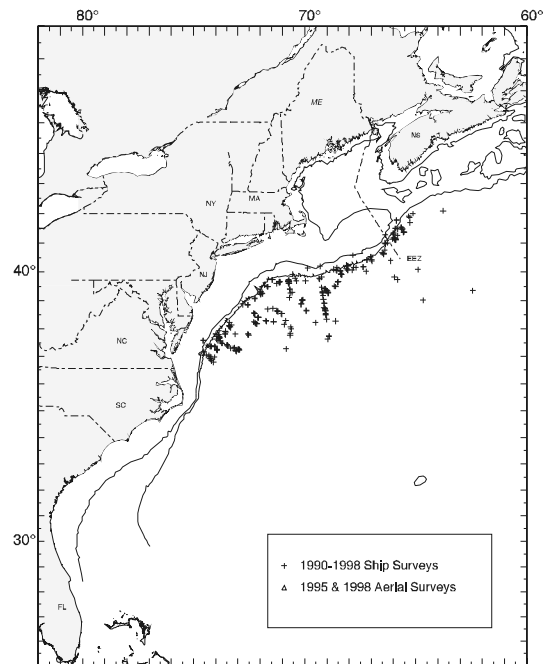 80° 70° 60°
ME
NS
NY MA
40° NJ EEZ
NC
SC
30°
+ 1990-1998 Ship Surveys
△ 1995 & 1998 Aerial Surveys
FL